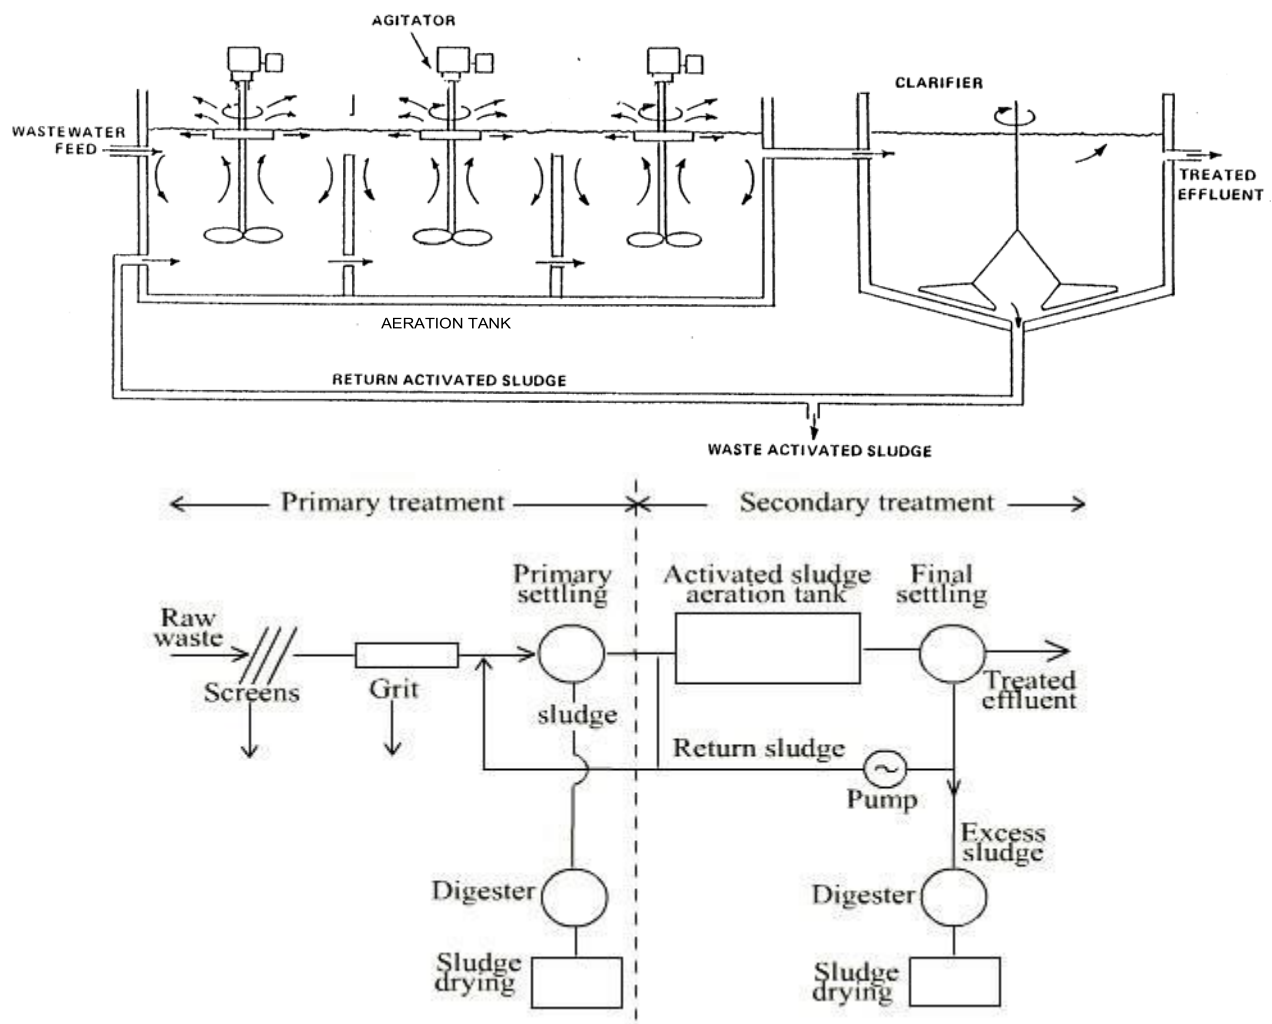 AGITATOR
CLARIFIER
WASTEWATER
FEED
TREATED
EFFLUENT
AERATION TANK
RETURN ACTIVATED SLUDGE
WASTE ACTIVATED SLUDGE
Primary treatment
Secondary treatment
Primary
settling
Activated sludge
aeration tank
Final
settling
Raw
waste
Screens
Grit
sludge
Treated
effluent
Return sludge
Pump
Excess
sludge
Digester
Digester
Sludge
drying
Sludge
drying